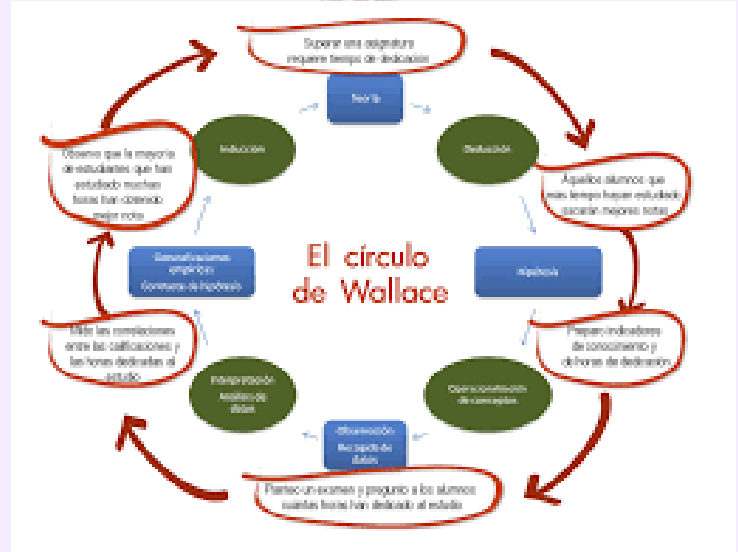 Superar una asignatura
requiere tiempo de dedicación
Teoría
Inducción
Deducción
Observo que la mayoría
de estudiantes que han
estudiado muchas
horas han obtenido
mejor nota
Aquellos alumnos que
más tiempo hayan estudiado
sacarán mejores notas
El círculo
de Wallace
Generalizaciones
empíricas
Contraste de hipótesis
Hipótesis
Mido las correlaciones
entre las calificaciones y
las horas dedicadas al
estudio
Preparo indicadores
de conocimiento y
de horas de dedicación
Interpretación
Análisis de
datos
Operacionalización
de conceptos
Observación
Recogida de
datos
Planteo un examen y pregunto a los alumnos
cuántas horas han dedicado al estudio